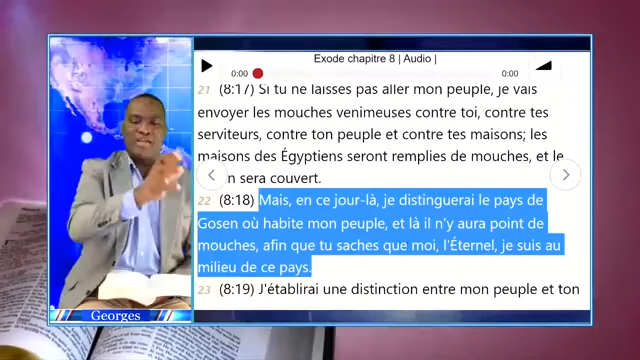 Exode chapitre 8 | Audio |
0:00
0:00
21 (8:17) Si tu ne laisses pas aller mon peuple, je vais
envoyer les mouches venimeuses contre toi, contre tes
serviteurs, contre ton peuple et contre tes maisons; les
maisons des Égyptiens seront remplies de mouches, et le
n sera couvert.
22 (8:18) Mais, en ce jour-là, je distinguerai le pays de
Gosen où habite mon peuple, et là il n'y aura point de
mouches, afin que tu saches que moi, l'Éternel, je suis au
milieu de ce pays.
23 (8:19) J'établirai une distinction entre mon peuple et ton
Georges